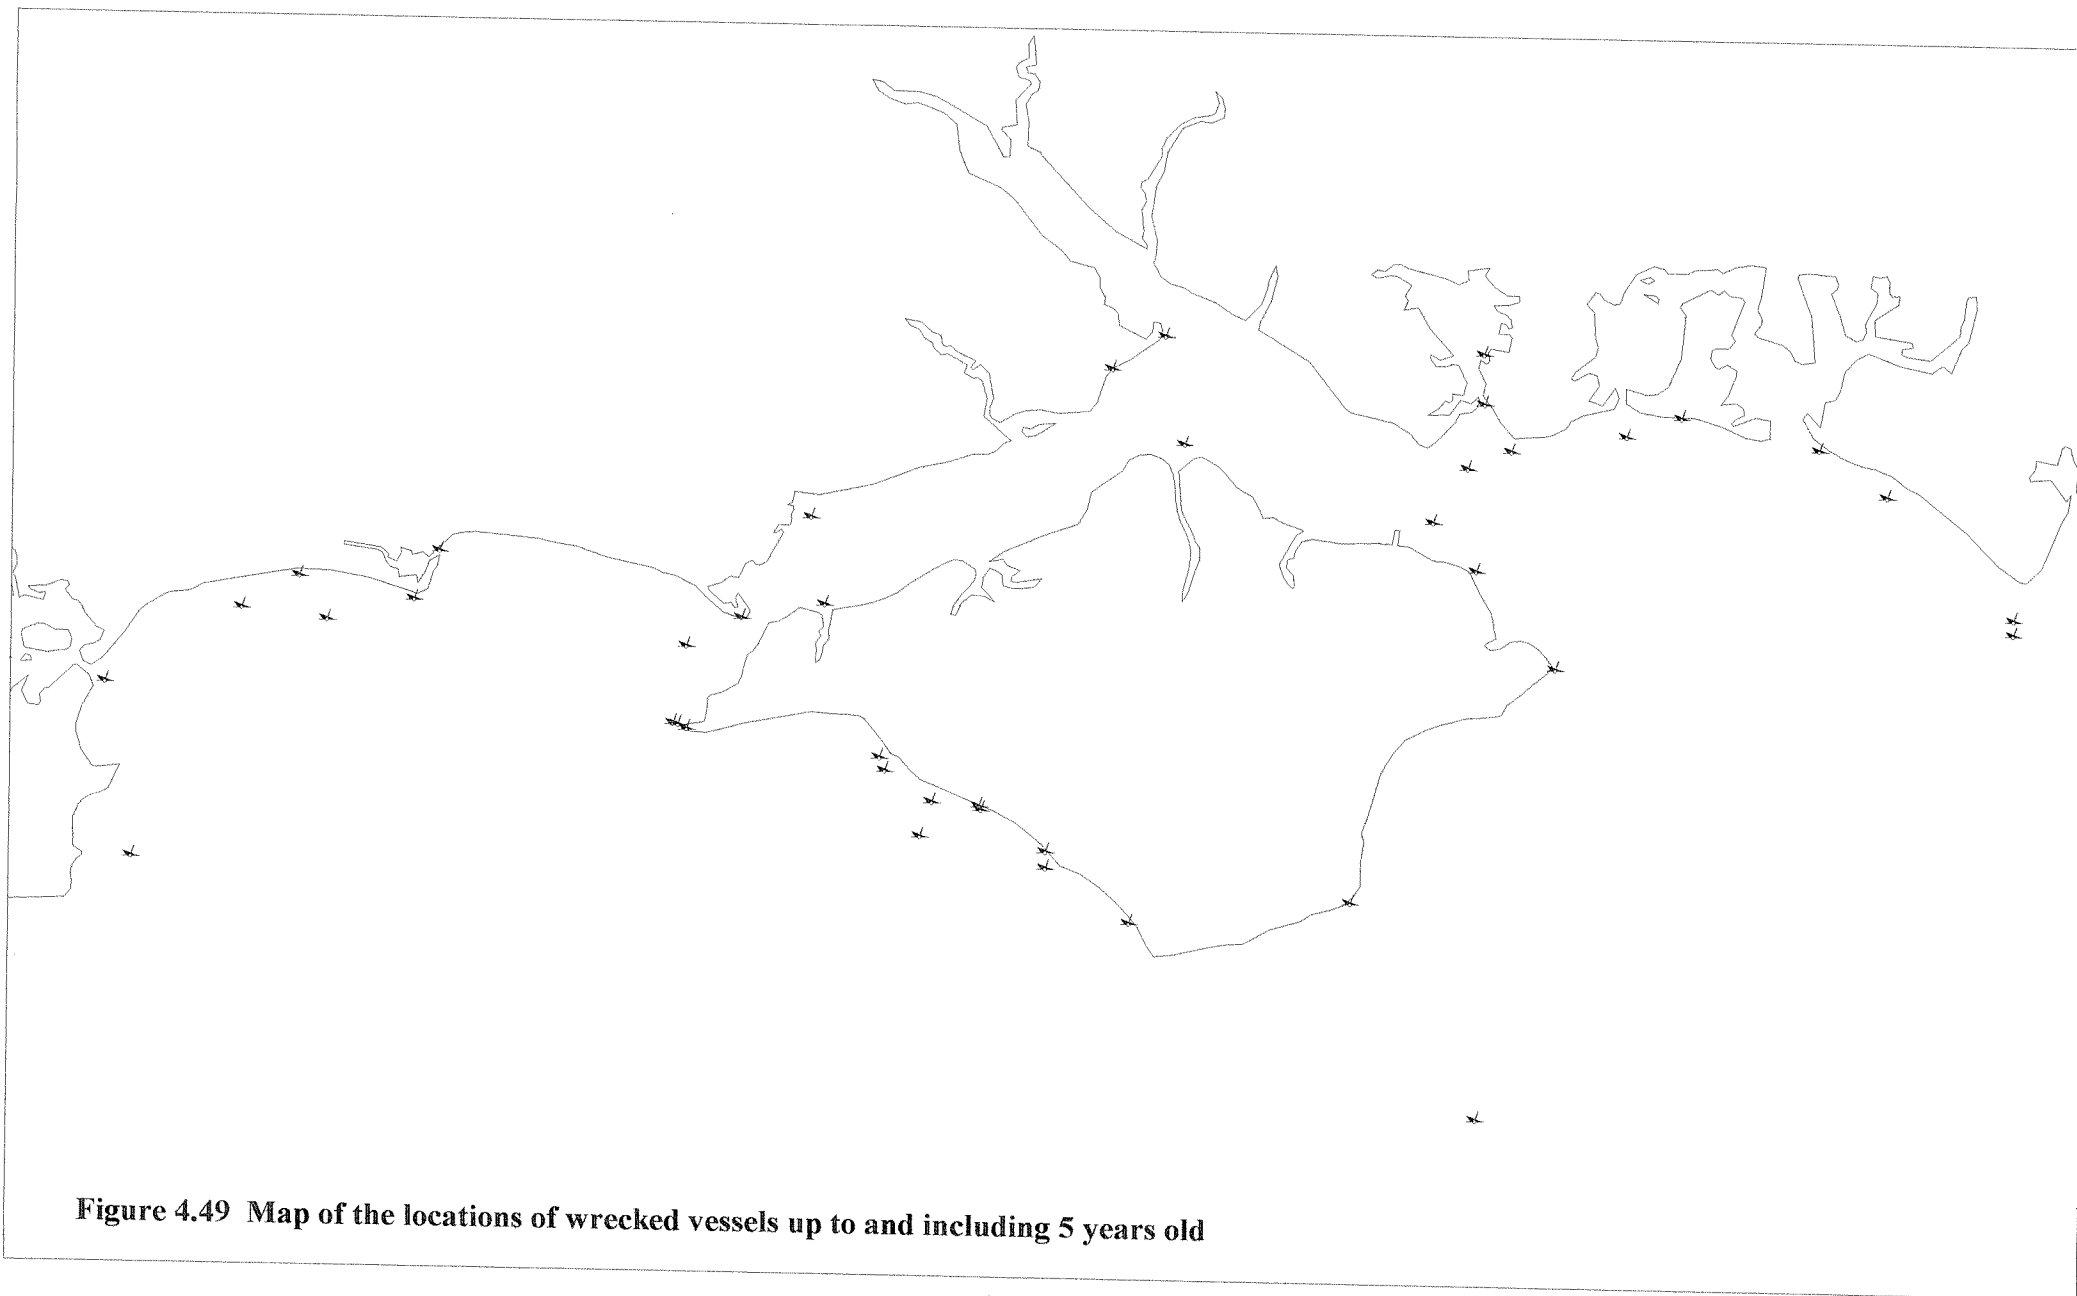 Figure 4.49 Map of the locations of wrecked vessels up to and including 5 years old